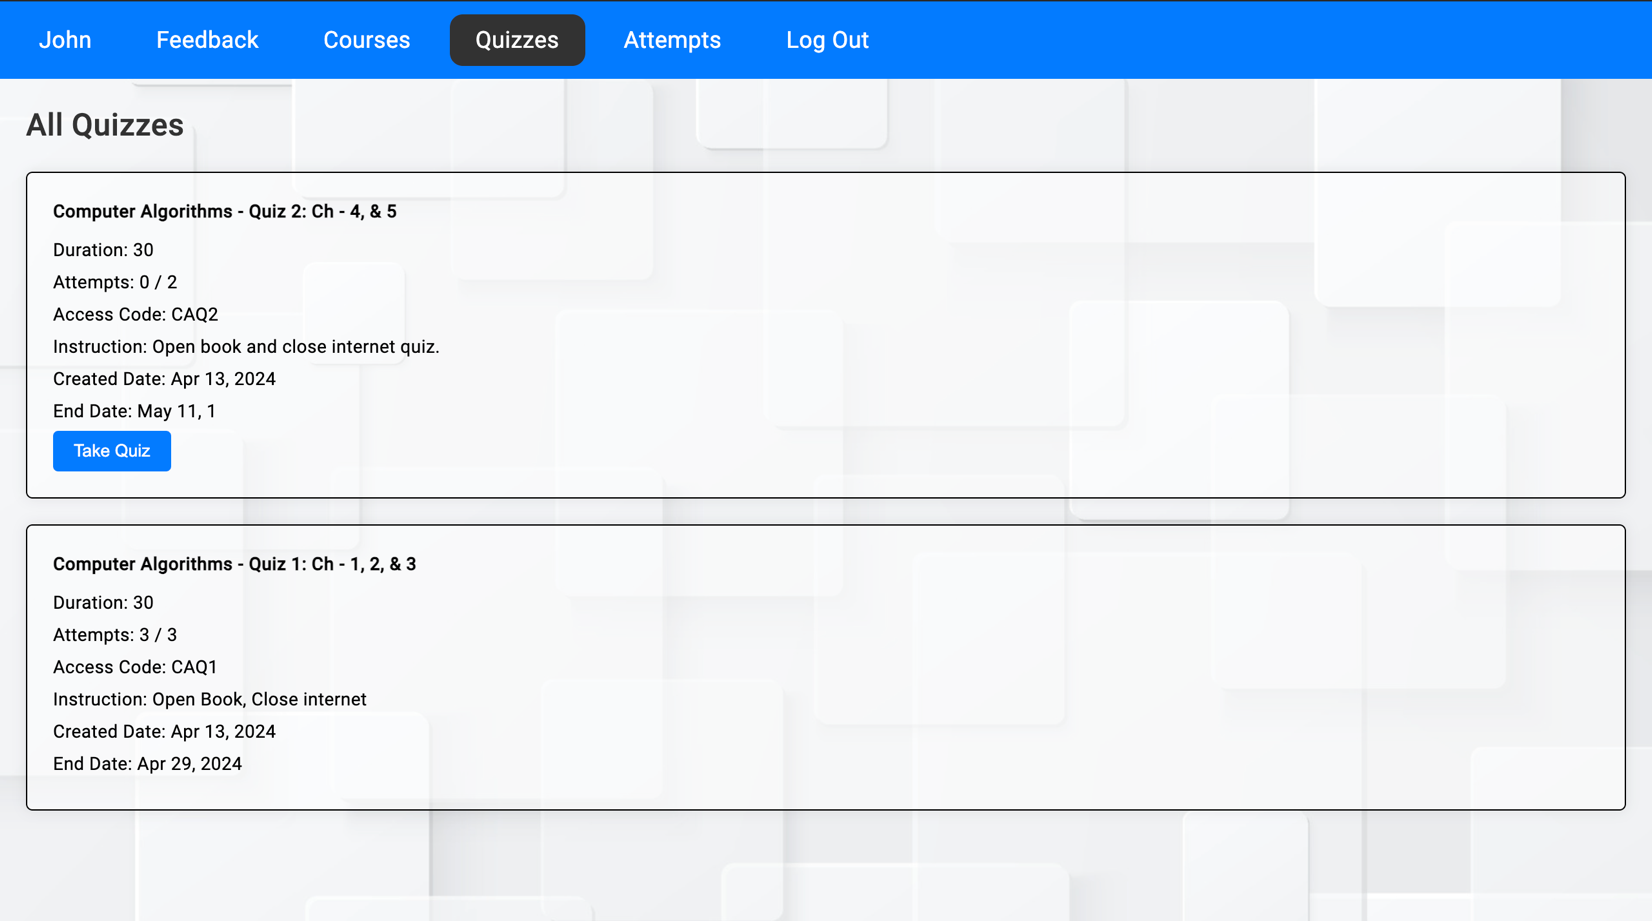 John Feedback Courses Quizzes Attempts Log Out
All Quizzes
Computer Algorithms - Quiz 2: Ch - 4, & 5
Duration: 30
Attempts: 0 / 2
Access Code: CAQ2
Instruction: Open book and close internet quiz.
Created Date: Apr 13, 2024
End Date: May 11, 1
Take Quiz
Computer Algorithms - Quiz 1: Ch - 1, 2, & 3
Duration: 30
Attempts: 3 / 3
Access Code: CAQ1
Instruction: Open Book, Close internet
Created Date: Apr 13, 2024
End Date: Apr 29, 2024